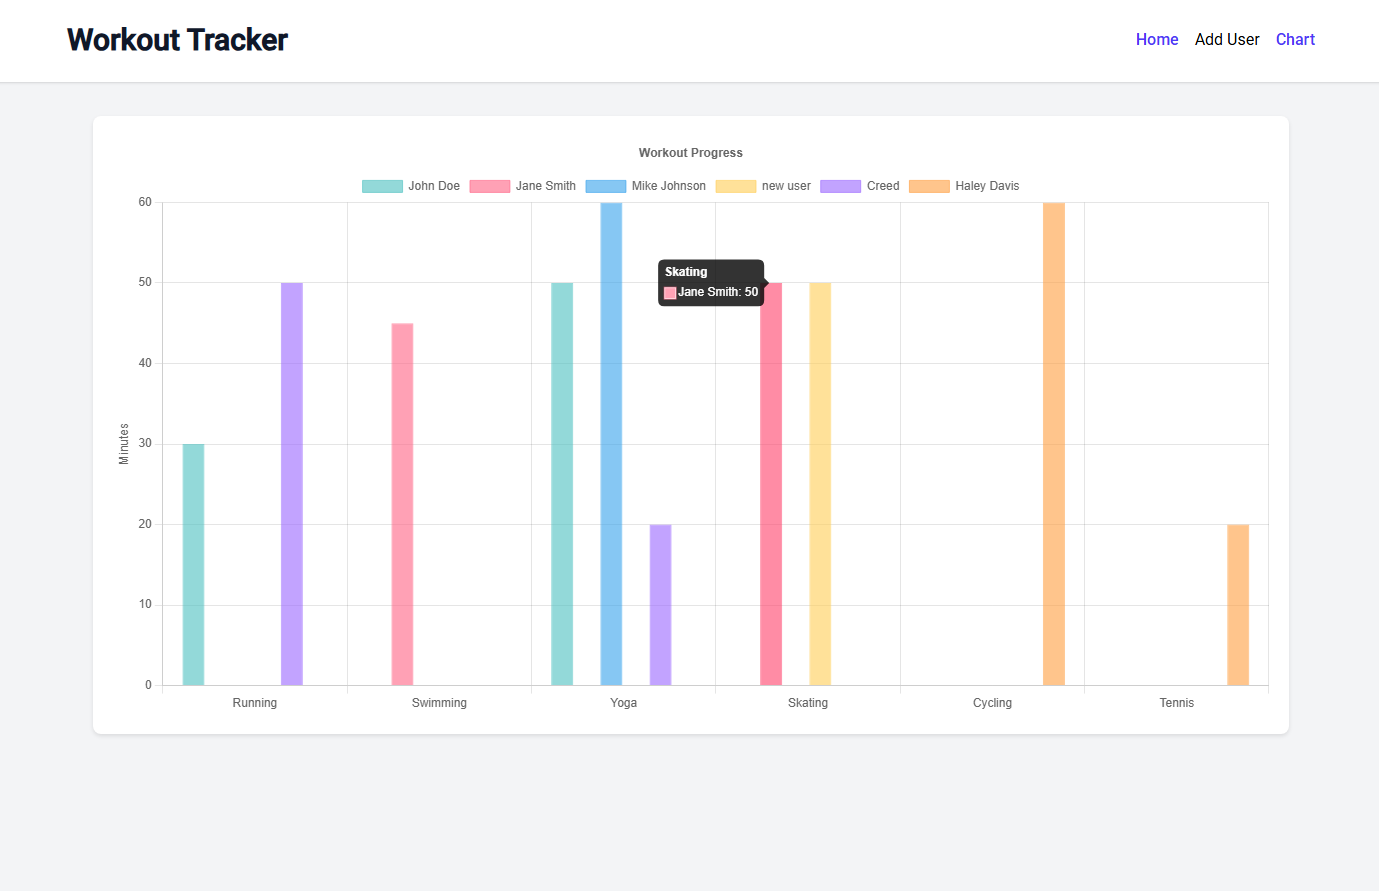 Workout Tracker
Home Add User Chart
Workout Progress
John Doe Jane Smith Mike Johnson new user Creed Haley Davis
60
50
40
30
20
10
0
Minutes
Skating
Jane Smith: 50
Running Swimming Yoga Skating Cycling Tennis